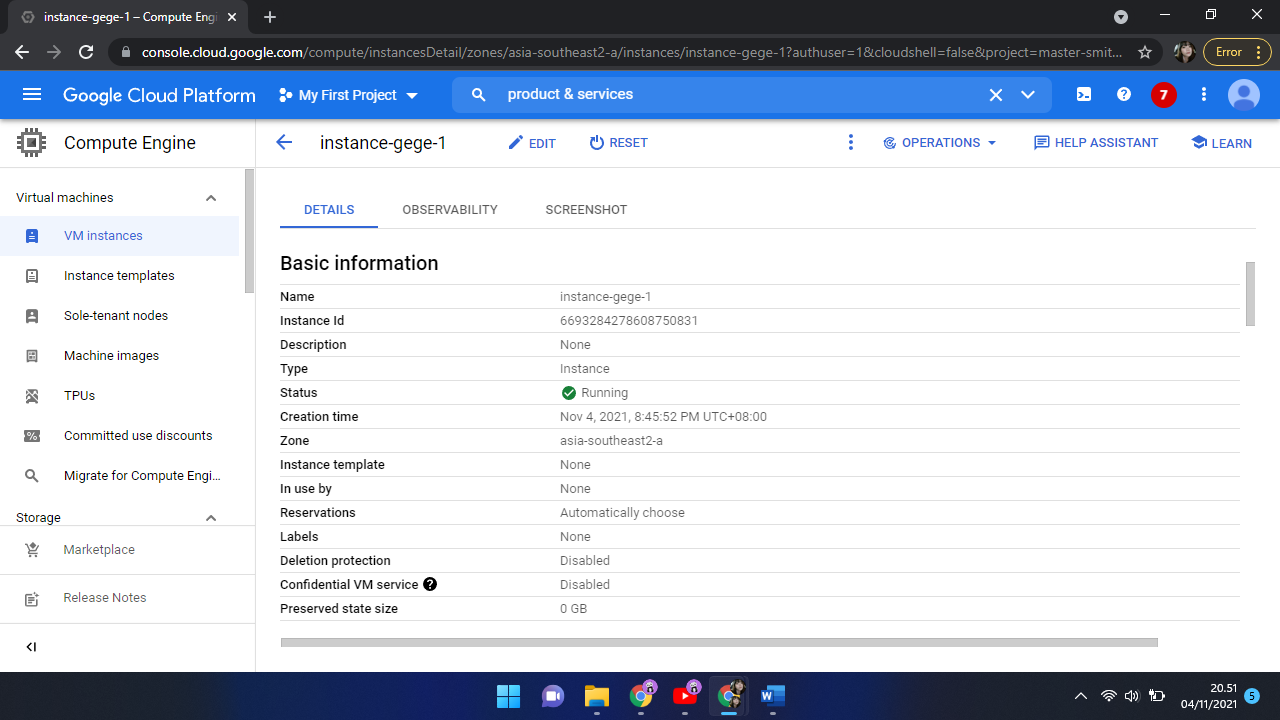 instance-gege-1 – Compute Engi
console.cloud.google.com/compute/instancesDetail/zones/asia-southeast2-a/instances/instance-gege-1?authuser=1&cloudshell=false&project=master-smit...
Error
Google Cloud Platform
My First Project
product & services
7
Compute Engine
instance-gege-1
EDIT
RESET
OPERATIONS
HELP ASSISTANT
LEARN
Virtual machines
VM instances
Instance templates
Sole-tenant nodes
Machine images
TPUs
Committed use discounts
Migrate for Compute Engi...
Storage
Marketplace
Release Notes
DETAILS
OBSERVABILITY
SCREENSHOT
Basic information
Name instance-gege-1
Instance Id 6693284278608750831
Description None
Type Instance
Status Running
Creation time Nov 4, 2021, 8:45:52 PM UTC+08:00
Zone asia-southeast2-a
Instance template None
In use by None
Reservations Automatically choose
Labels None
Deletion protection Disabled
Confidential VM service Disabled
Preserved state size 0 GB
20.51
04/11/2021
5